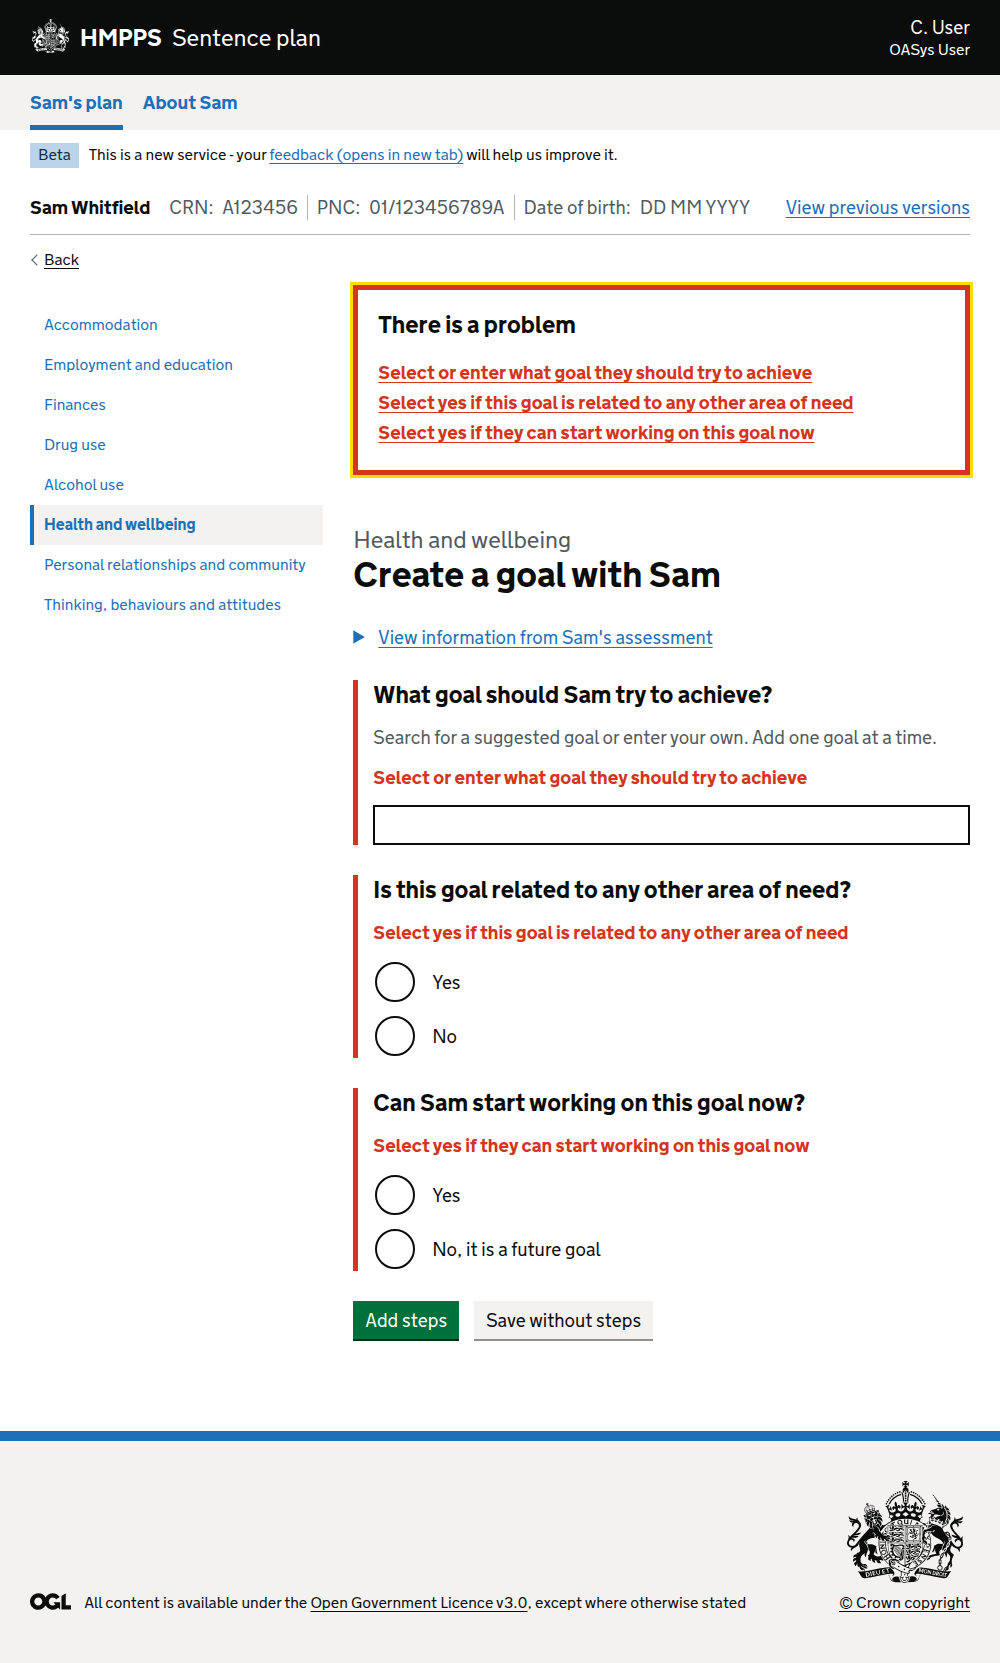 HMPPS Sentence plan
C. User
OASys User
Sam's plan About Sam
Beta This is a new service - your feedback (opens in new tab) will help us improve it.
Sam Whitfield CRN: A123456 PNC: 01/123456789A Date of birth: DD MM YYYY View previous versions
Back
Accommodation
Employment and education
Finances
Drug use
Alcohol use
Health and wellbeing
Personal relationships and community
Thinking, behaviours and attitudes
There is a problem
Select or enter what goal they should try to achieve
Select yes if this goal is related to any other area of need
Select yes if they can start working on this goal now
Health and wellbeing
Create a goal with Sam
View information from Sam's assessment
What goal should Sam try to achieve?
Search for a suggested goal or enter your own. Add one goal at a time.
Select or enter what goal they should try to achieve
Is this goal related to any other area of need?
Select yes if this goal is related to any other area of need
Yes
No
Can Sam start working on this goal now?
Select yes if they can start working on this goal now
Yes
No, it is a future goal
Add steps Save without steps
DIEU ET MON DROIT
OGL All content is available under the Open Government Licence v3.0, except where otherwise stated
© Crown copyright